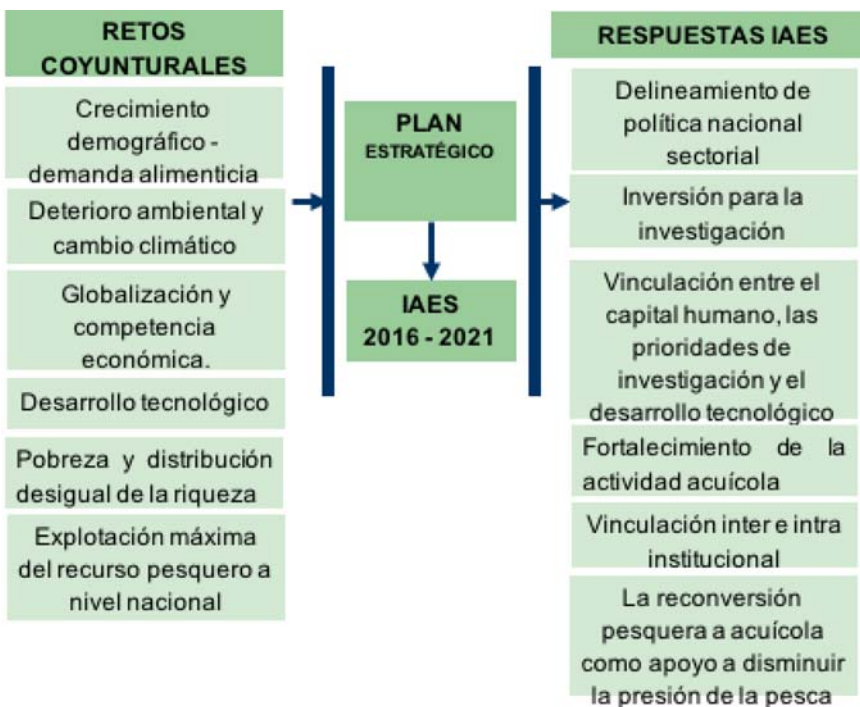 RETOS
COYUNTURALES
Crecimiento
demográfico -
demanda alimenticia
Deterioro ambiental y
cambio climático
Globalización y
competencia
económica.
Desarrollo tecnológico
Pobreza y distribución
desigual de la riqueza
Explotación máxima
del recurso pesquero a
nivel nacional
PLAN
ESTRATÉGICO
IAES
2016 - 2021
RESPUESTAS IAES
Delineamiento de
política nacional
sectorial
Inversión para la
investigación
Vinculación entre el
capital humano, las
prioridades de
investigación y el
desarrollo tecnológico
Fortalecimiento de la
actividad acuícola
Vinculación inter e intra
institucional
La reconversión
pesquera a acuícola
como apoyo a disminuir
la presión de la pesca